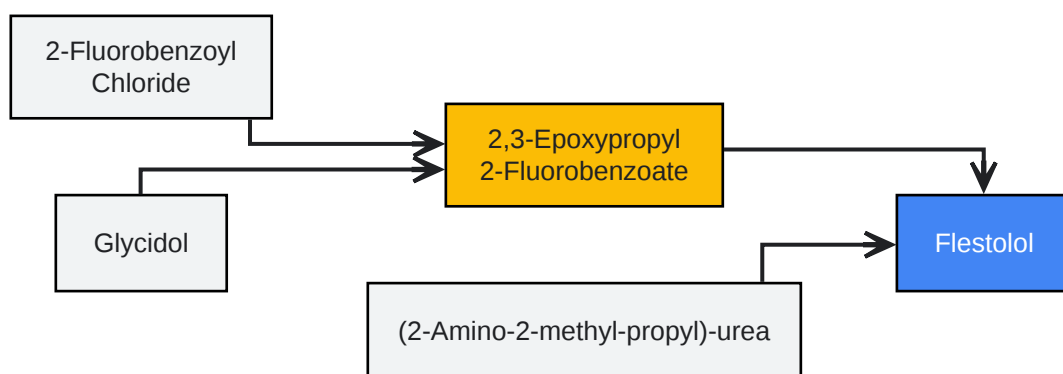 2-Fluorobenzoyl
Chloride
2,3-Epoxypropyl
2-Fluorobenzoate
Glycidol
Flestolol
(2-Amino-2-methyl-propyl)-urea